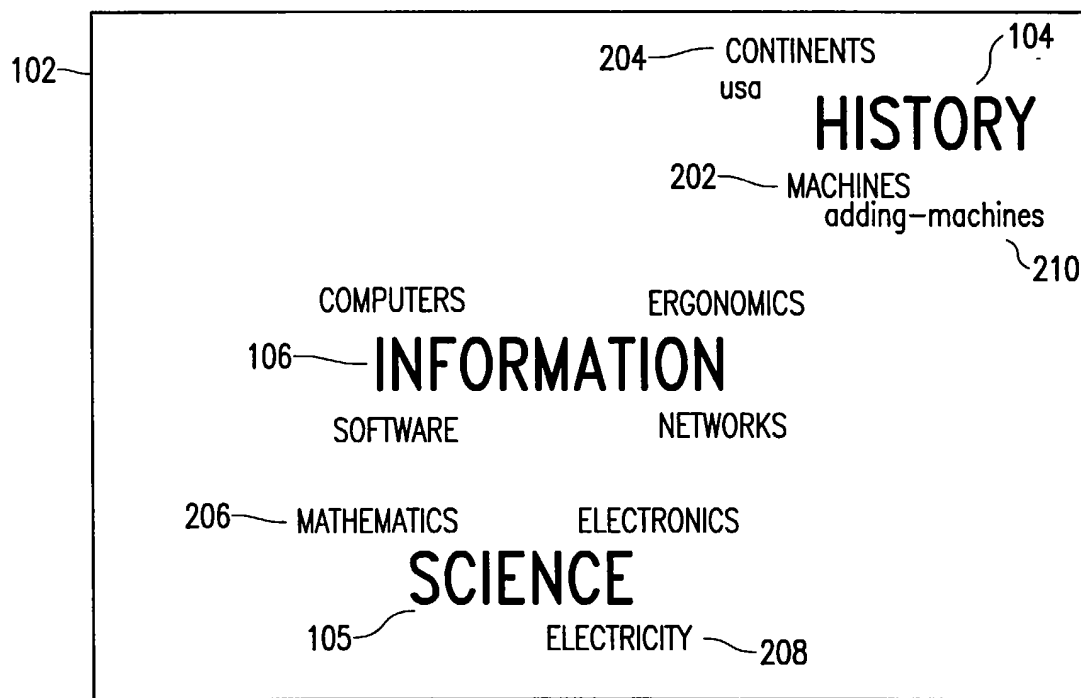 204 CONTINENTS 104
102 usa
HISTORY
202 MACHINES
adding-machines
210
COMPUTERS ERGONOMICS
106 INFORMATION
SOFTWARE NETWORKS
206 MATHEMATICS ELECTRONICS
SCIENCE
105 ELECTRICITY 208